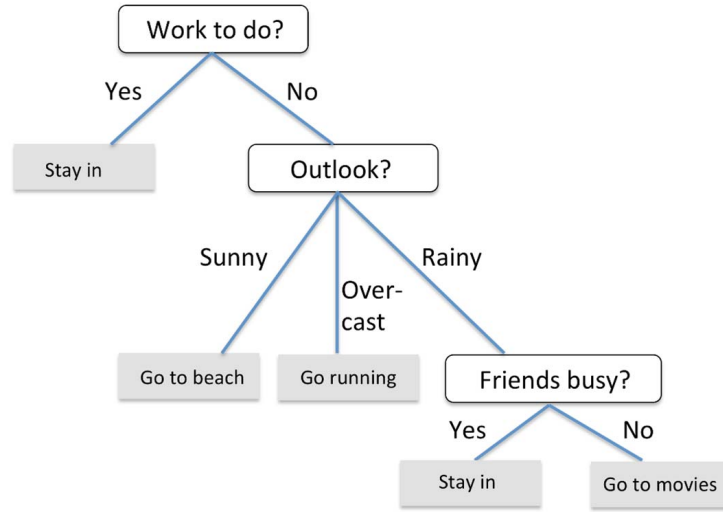 Work to do?
Yes
No
Stay in
Outlook?
Sunny
Over-
cast
Rainy
Go to beach
Go running
Friends busy?
Yes
No
Stay in
Go to movies